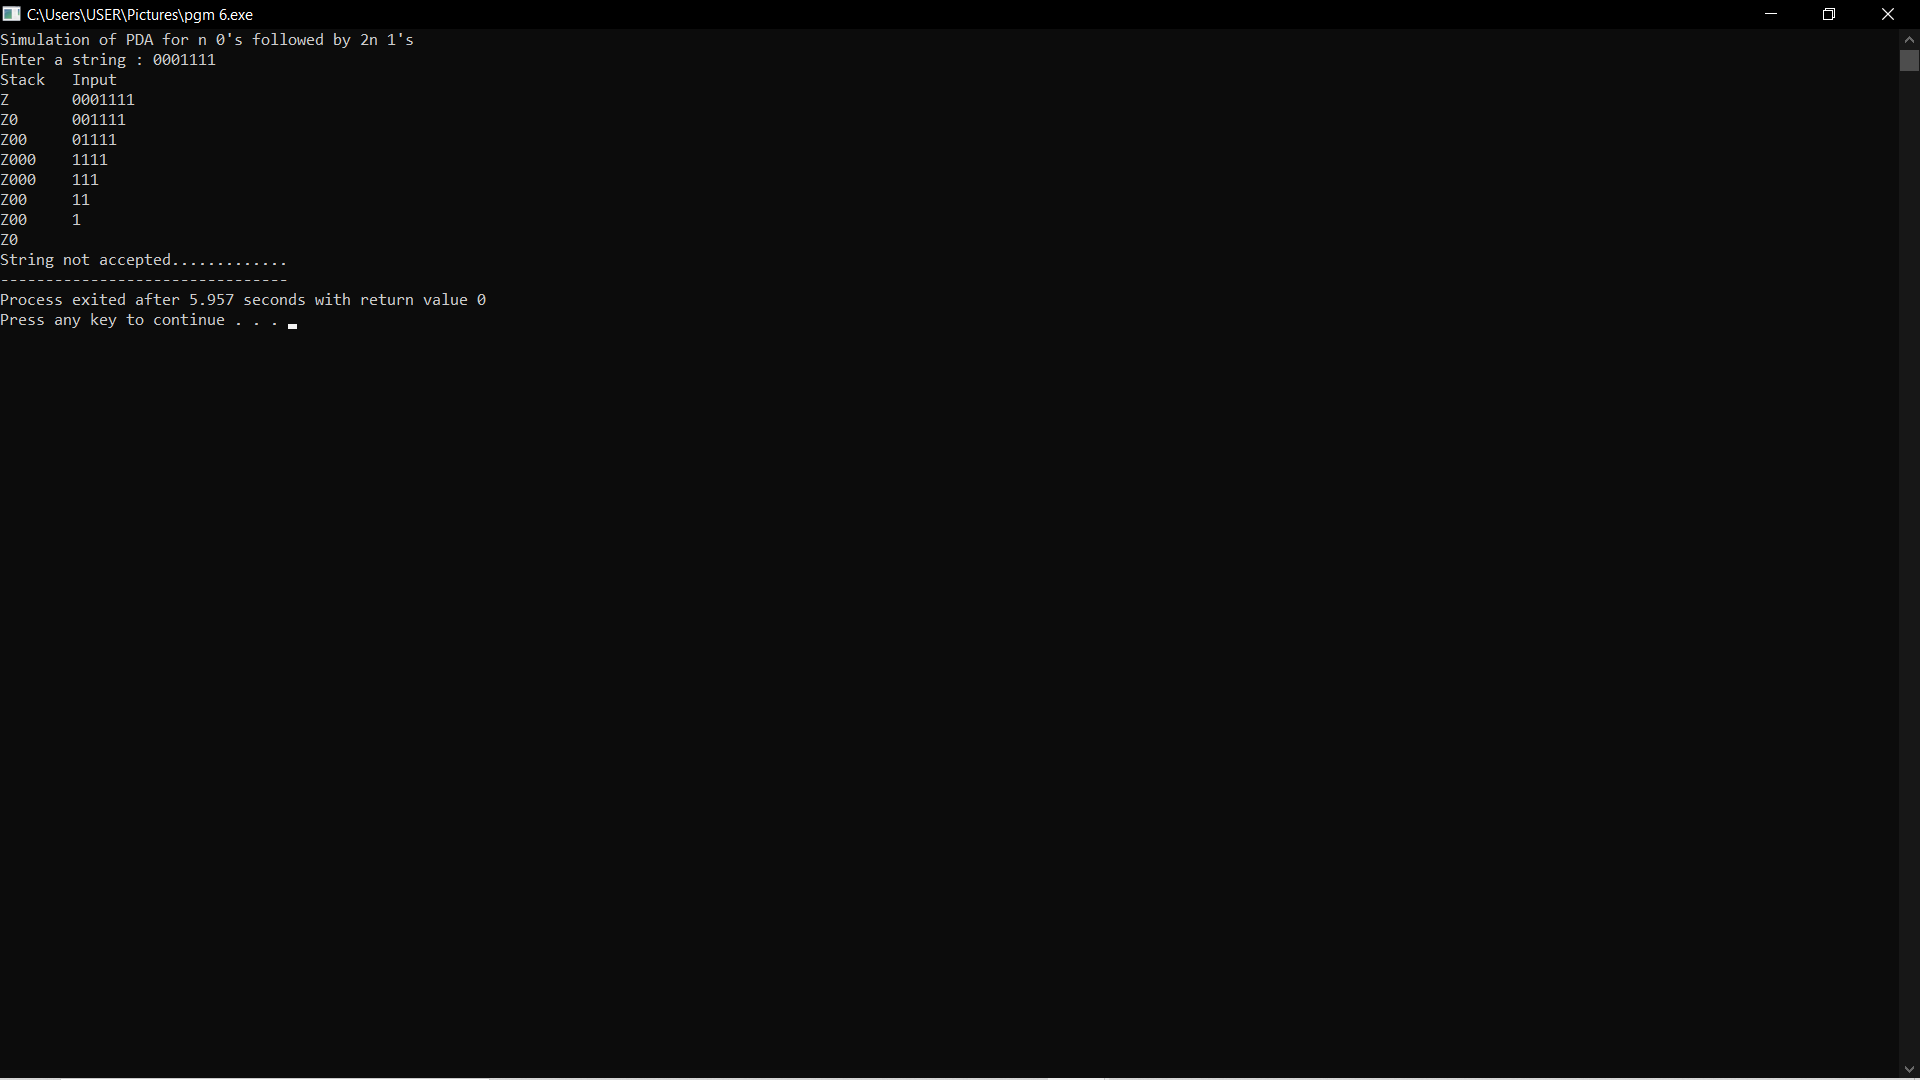 C:\Users\USER\Pictures\pgm 6.exe
Simulation of PDA for n 0's followed by 2n 1's
Enter a string : 0001111
Stack   Input
Z       0001111
Z0      001111
Z00     01111
Z000    1111
Z000    111
Z00     11
Z00     1
Z0
String not accepted.............
--------------------------------
Process exited after 5.957 seconds with return value 0
Press any key to continue . . .